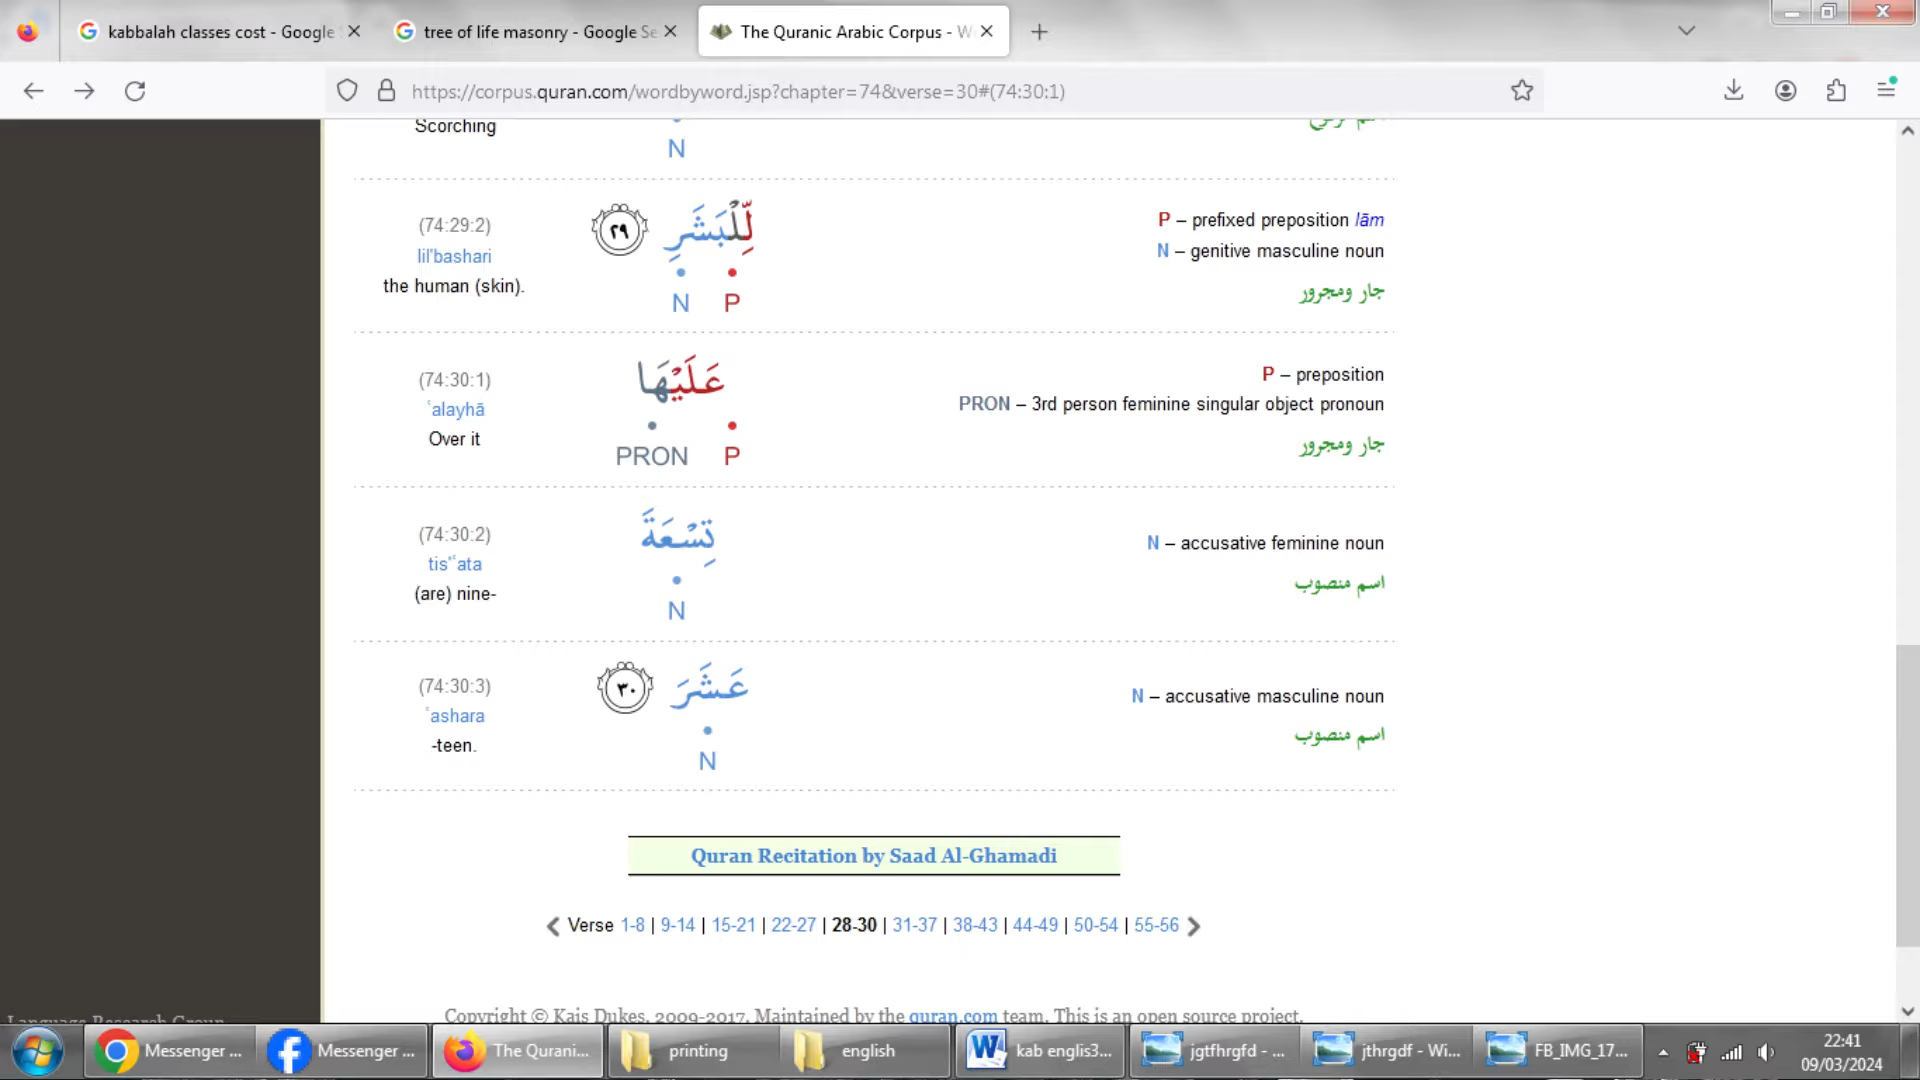 kabbalah classes cost - Google
tree of life masonry - Google Se
The Quranic Arabic Corpus - W
https://corpus.quran.com/wordbyword.jsp?chapter=74&verse=30#(74:30:1)
Scorching
N
(74:29:2)
lil'bashari
the human (skin).
لِّلْبَشَرِ ٢٩
N P
P – prefixed preposition lām
N – genitive masculine noun
جار ومجرور
(74:30:1)
ʿalayhā
Over it
عَلَيْهَا
PRON P
P – preposition
PRON – 3rd person feminine singular object pronoun
جار ومجرور
(74:30:2)
tis'ʿata
(are) nine-
تِسْعَةَ
N
N – accusative feminine noun
اسم منصوب
(74:30:3)
ʿashara
-teen.
عَشَرَ ٣٠
N
N – accusative masculine noun
اسم منصوب
Quran Recitation by Saad Al-Ghamadi
Verse 1-8 | 9-14 | 15-21 | 22-27 | 28-30 | 31-37 | 38-43 | 44-49 | 50-54 | 55-56
Language Research Group
Copyright © Kais Dukes, 2009-2017. Maintained by the quran.com team. This is an open source project.
Messenger ...
Messenger ...
The Qurani...
printing
english
kab englis3...
jgtfhrgfd - ...
jthrgdf - Wi...
FB_IMG_17...
22:41
09/03/2024